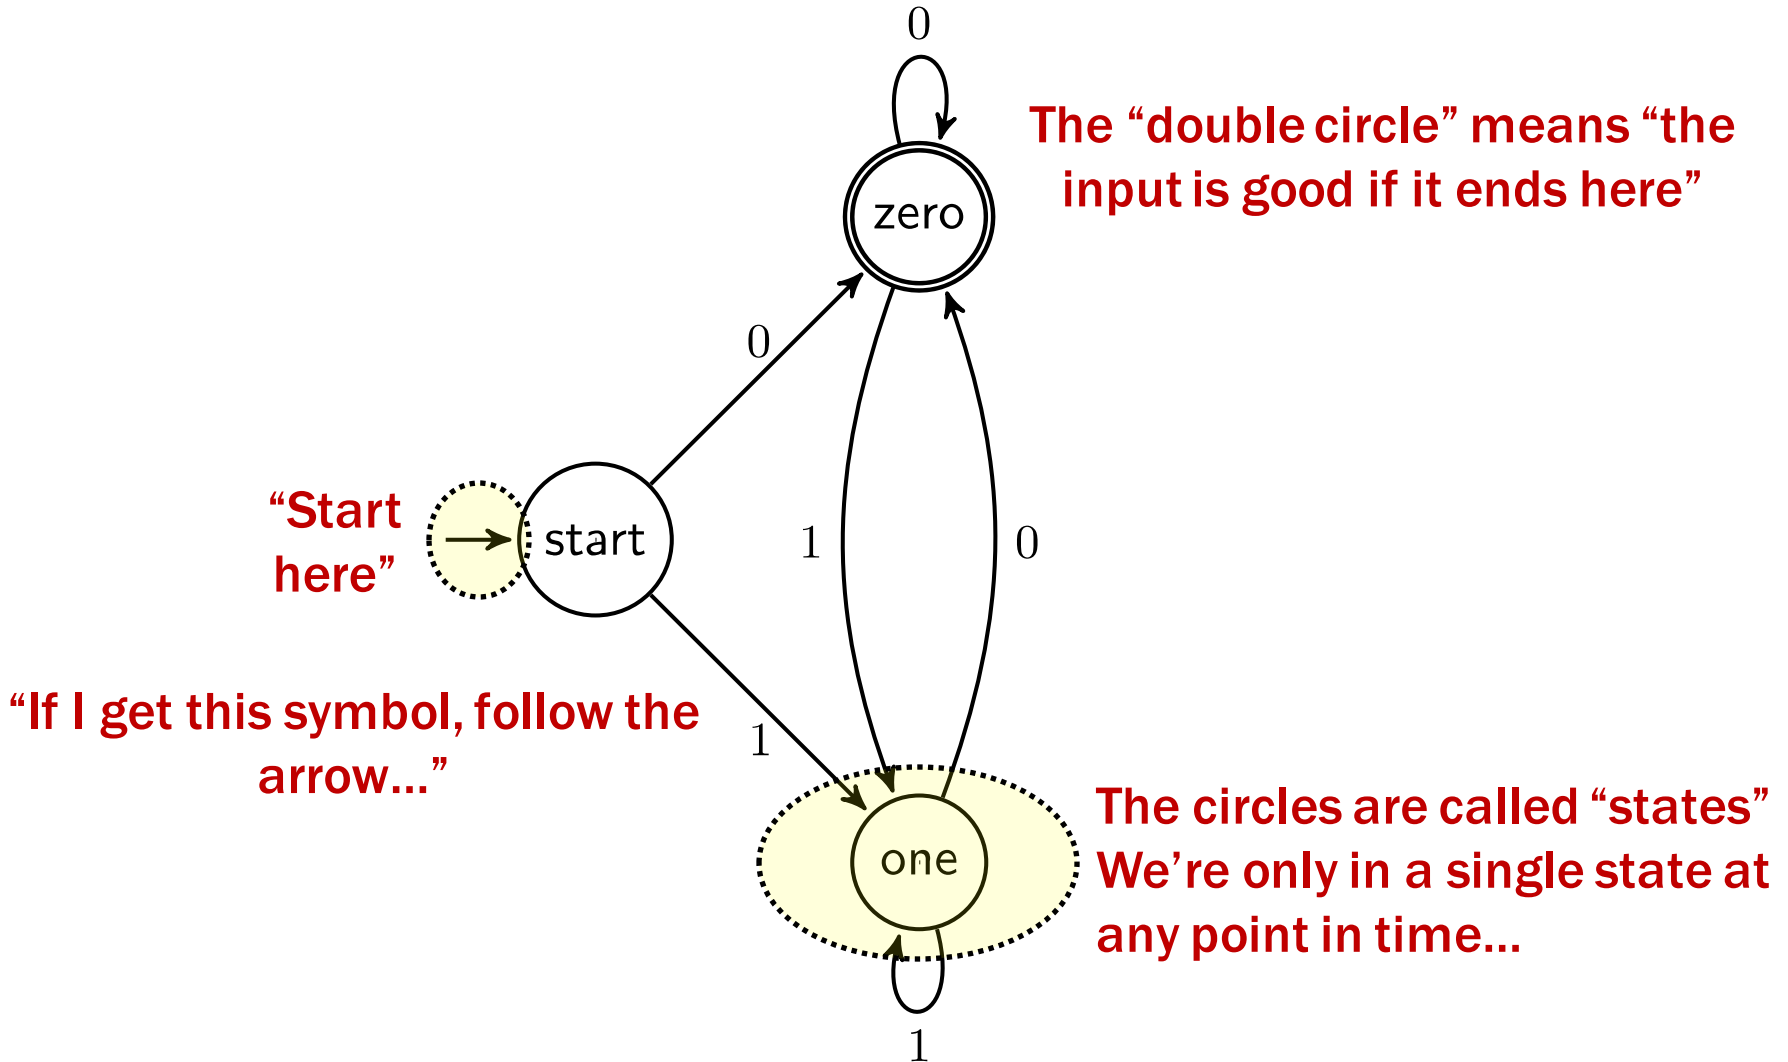 0
The “double circle” means “the
input is good if it ends here”
zero
0
“Start
here”
start
1
0
“If I get this symbol, follow the
arrow...”
1
The circles are called “states”
We’re only in a single state at
any point in time...
one
1